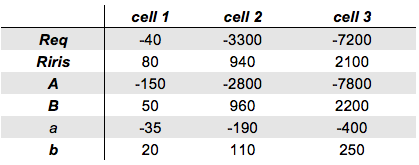 cell 1 cell 2 cell 3
Req -40 -3300 -7200
Riris 80 940 2100
A -150 -2800 -7800
B 50 960 2200
a -35 -190 -400
b 20 110 250